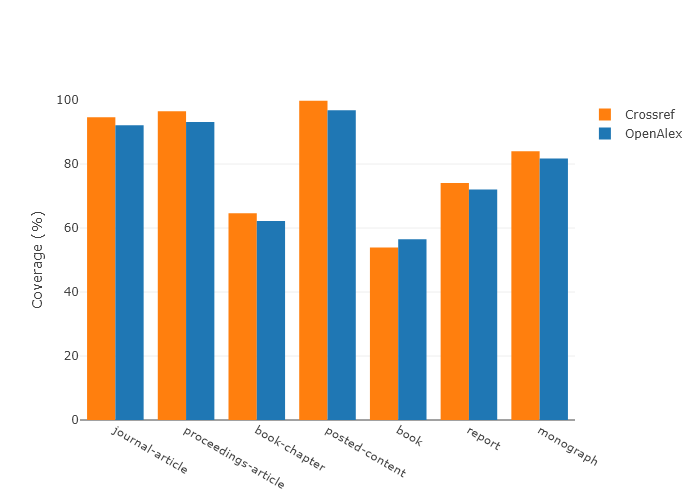 100
80
60
40
20
0
Coverage (%)
journal-article
proceedings-article
book-chapter
posted-content
book
report
monograph
Crossref
OpenAlex